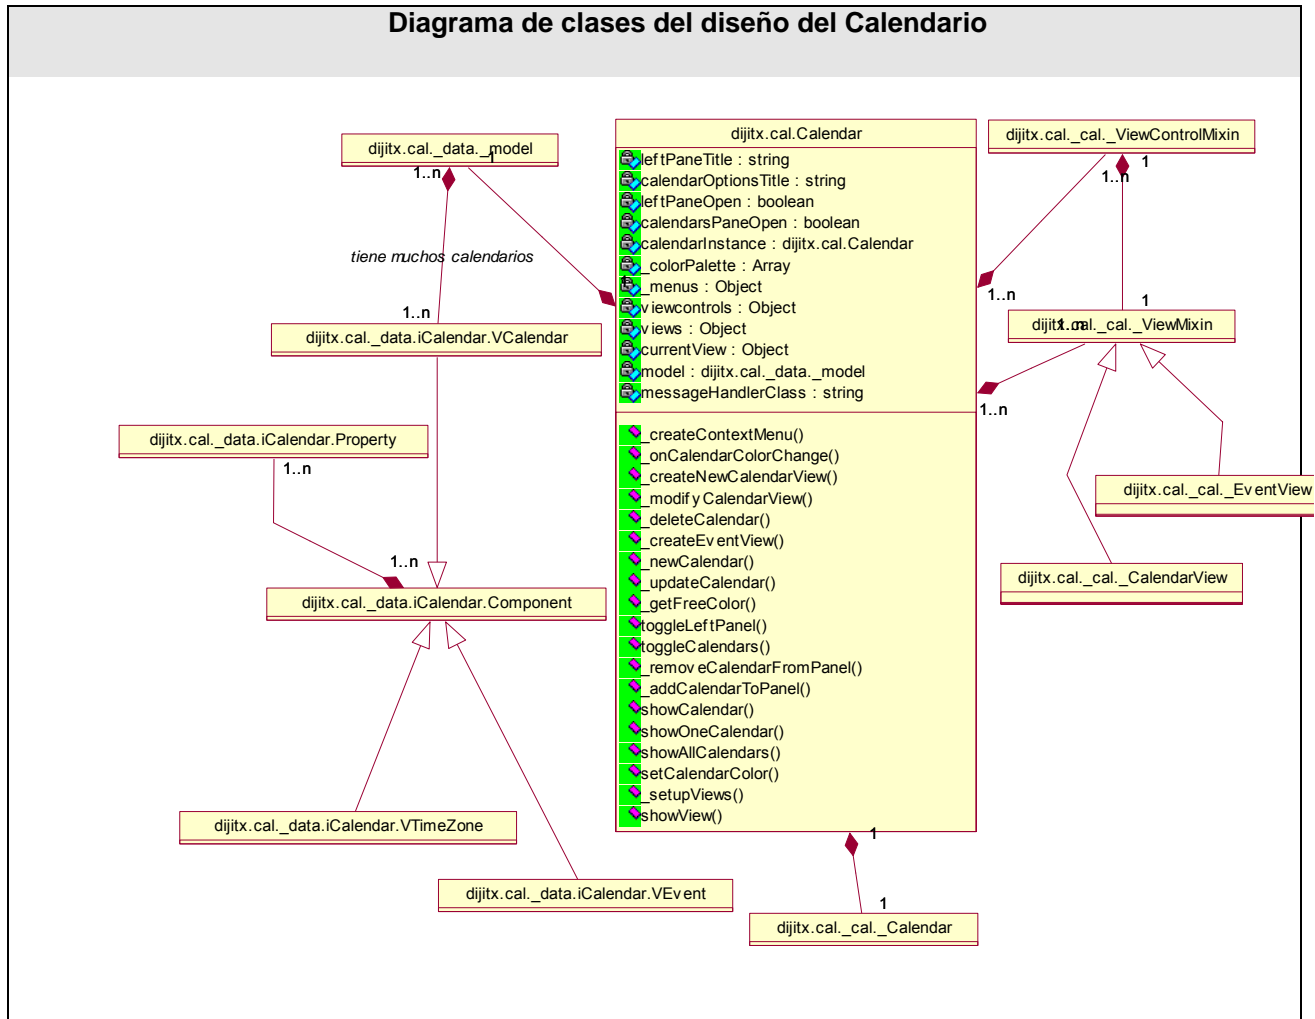 Diagrama de clases del diseño del Calendario
dijitx.cal._data._model
1
1..n
tiene muchos calendarios
1..n
dijitx.cal._data.iCalendar.VCalendar
dijitx.cal._data.iCalendar.Property
1..n
1..n
dijitx.cal._data.iCalendar.Component
dijitx.cal._data.iCalendar.VTimeZone
dijitx.cal._data.iCalendar.VEvent
dijitx.cal.Calendar
leftPaneTitle : string
calendarOptionsTitle : string
leftPaneOpen : boolean
calendarsPaneOpen : boolean
calendarInstance : dijitx.cal.Calendar
_colorPalette : Array
1
_menus : Object
viewcontrols : Object
views : Object
currentView : Object
model : dijitx.cal._data._model
messageHandlerClass : string
_createContextMenu()
_onCalendarColorChange()
_createNewCalendarView()
_modifyCalendarView()
_deleteCalendar()
_createEventView()
_newCalendar()
_updateCalendar()
_getFreeColor()
toggleLeftPanel()
toggleCalendars()
_removeCalendarFromPanel()
_addCalendarToPanel()
showCalendar()
showOneCalendar()
showAllCalendars()
setCalendarColor()
_setupViews()
showView()
1
1
dijitx.cal._cal._Calendar
dijitx.cal._cal._ViewControlMixin
1
1..n
1..n
1
dijitx.cal._cal._ViewMixin
1..n
1..n
dijitx.cal._cal._EventView
dijitx.cal._cal._CalendarView